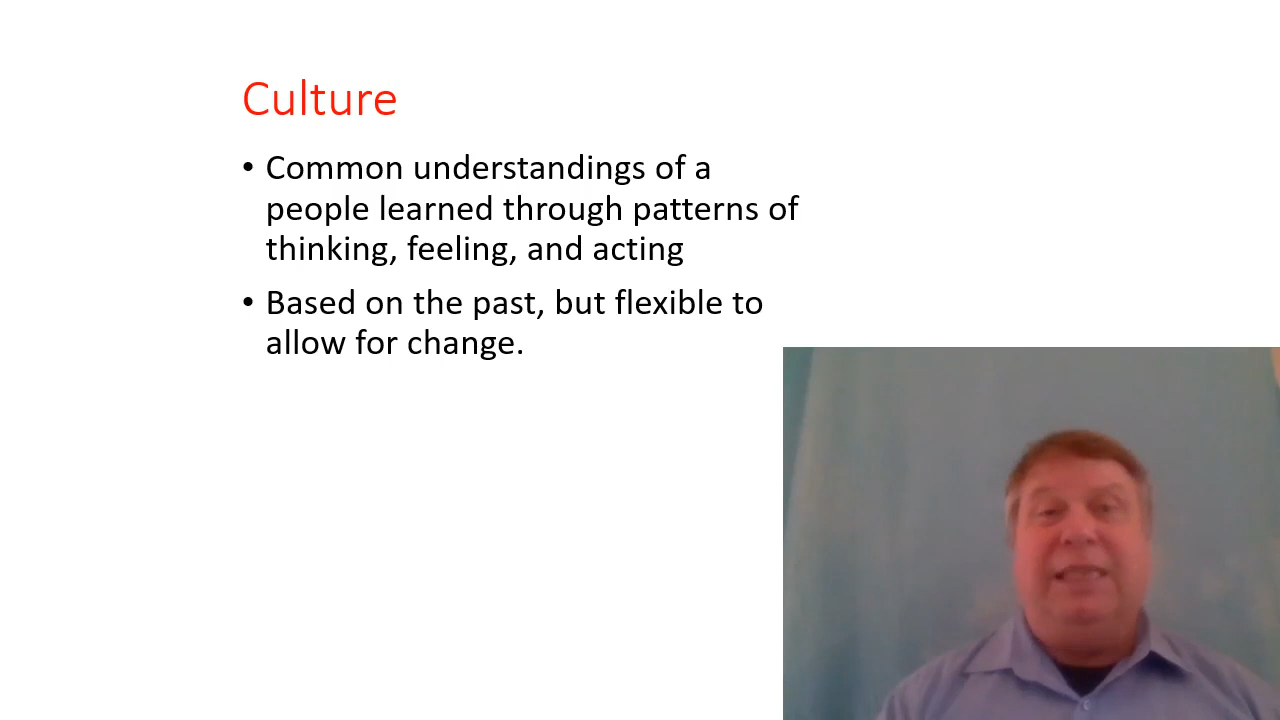 Culture
• Common understandings of a
people learned through patterns of
thinking, feeling, and acting
• Based on the past, but flexible to
allow for change.